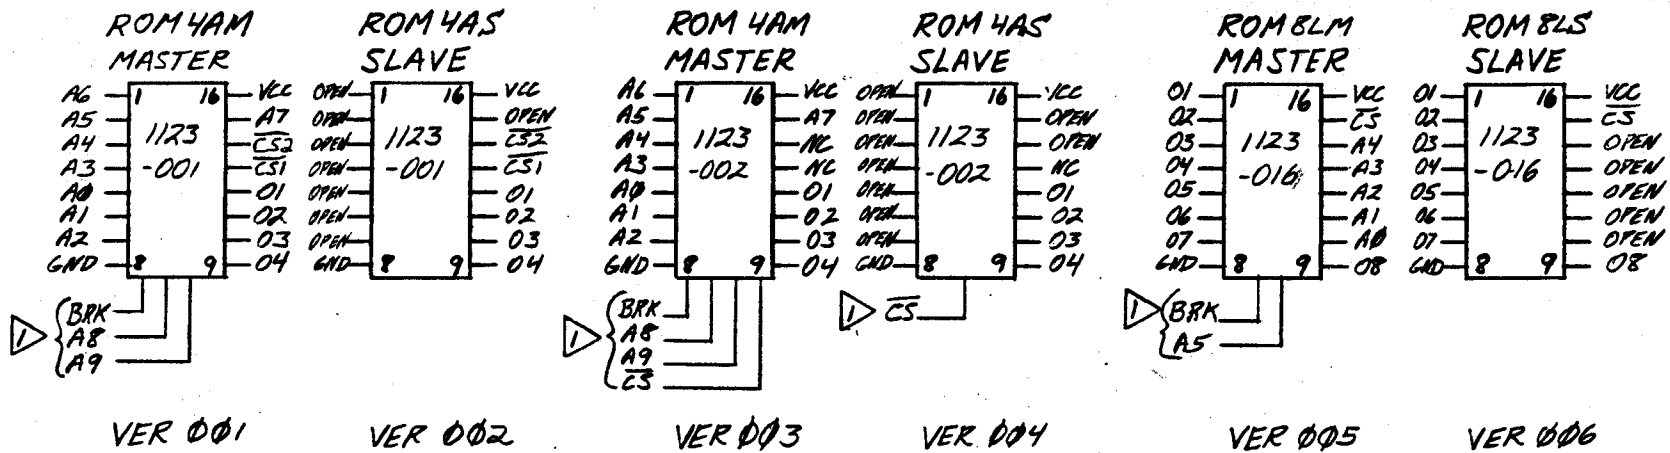 ROM 4AM
MASTER
A6 1 16 VCC
A5 A7
A4 1123 C̅S̅2̅
A3 -001 C̅S̅1̅
AØ O1
A1 O2
A2 O3
GND 8 9 O4
1 BRK
A8
A9
VER ØØ1
ROM 4AS
SLAVE
OPEN 1 16 VCC
OPEN OPEN
OPEN 1123 C̅S̅2̅
OPEN -001 C̅S̅1̅
OPEN O1
OPEN O2
OPEN O3
GND 8 9 O4
VER ØØ2
ROM 4AM
MASTER
A6 1 16 VCC
A5 A7
A4 1123 NC
A3 -002 NC
AØ O1
A1 O2
A2 O3
GND 8 9 O4
1 BRK
A8
A9
C̅S̅
VER ØØ3
ROM 4AS
SLAVE
OPEN 1 16 VCC
OPEN OPEN
OPEN 1123 OPEN
OPEN -002 NC
OPEN O1
OPEN O2
OPEN O3
GND 8 9 O4
1 C̅S̅
VER ØØ4
ROM 8LM
MASTER
O1 1 16 VCC
O2 C̅S̅
O3 1123 A4
O4 -016 A3
O5 A2
O6 A1
O7 AØ
GND 8 9 O8
1 BRK
A5
VER ØØ5
ROM 8LS
SLAVE
O1 1 16 VCC
O2 C̅S̅
O3 1123 OPEN
O4 -016 OPEN
O5 OPEN
O6 OPEN
O7 OPEN
GND 8 9 O8
VER ØØ6